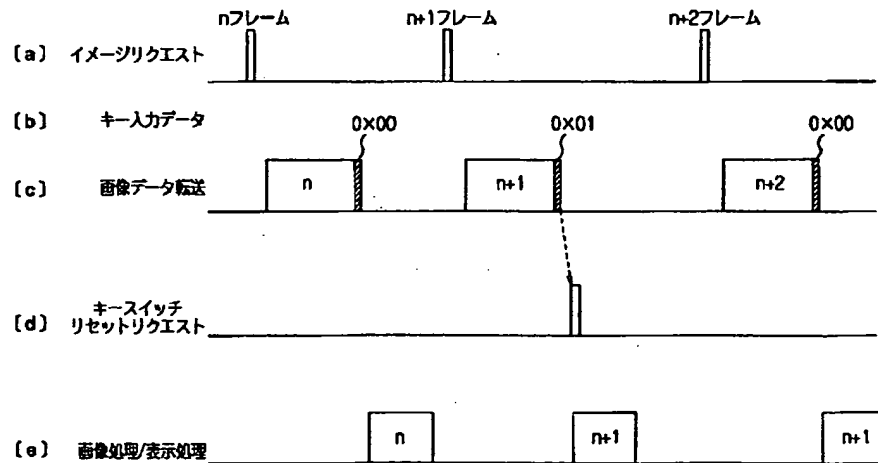 nフレーム n+1フレーム n+2フレーム
[a] イメージリクエスト
[b] キー入力データ 0×00 0×01 0×00
[c] 画像データ転送 n n+1 n+2
[d] キースイッチ
リセットリクエスト
[e] 画像処理/表示処理 n n+1 n+1